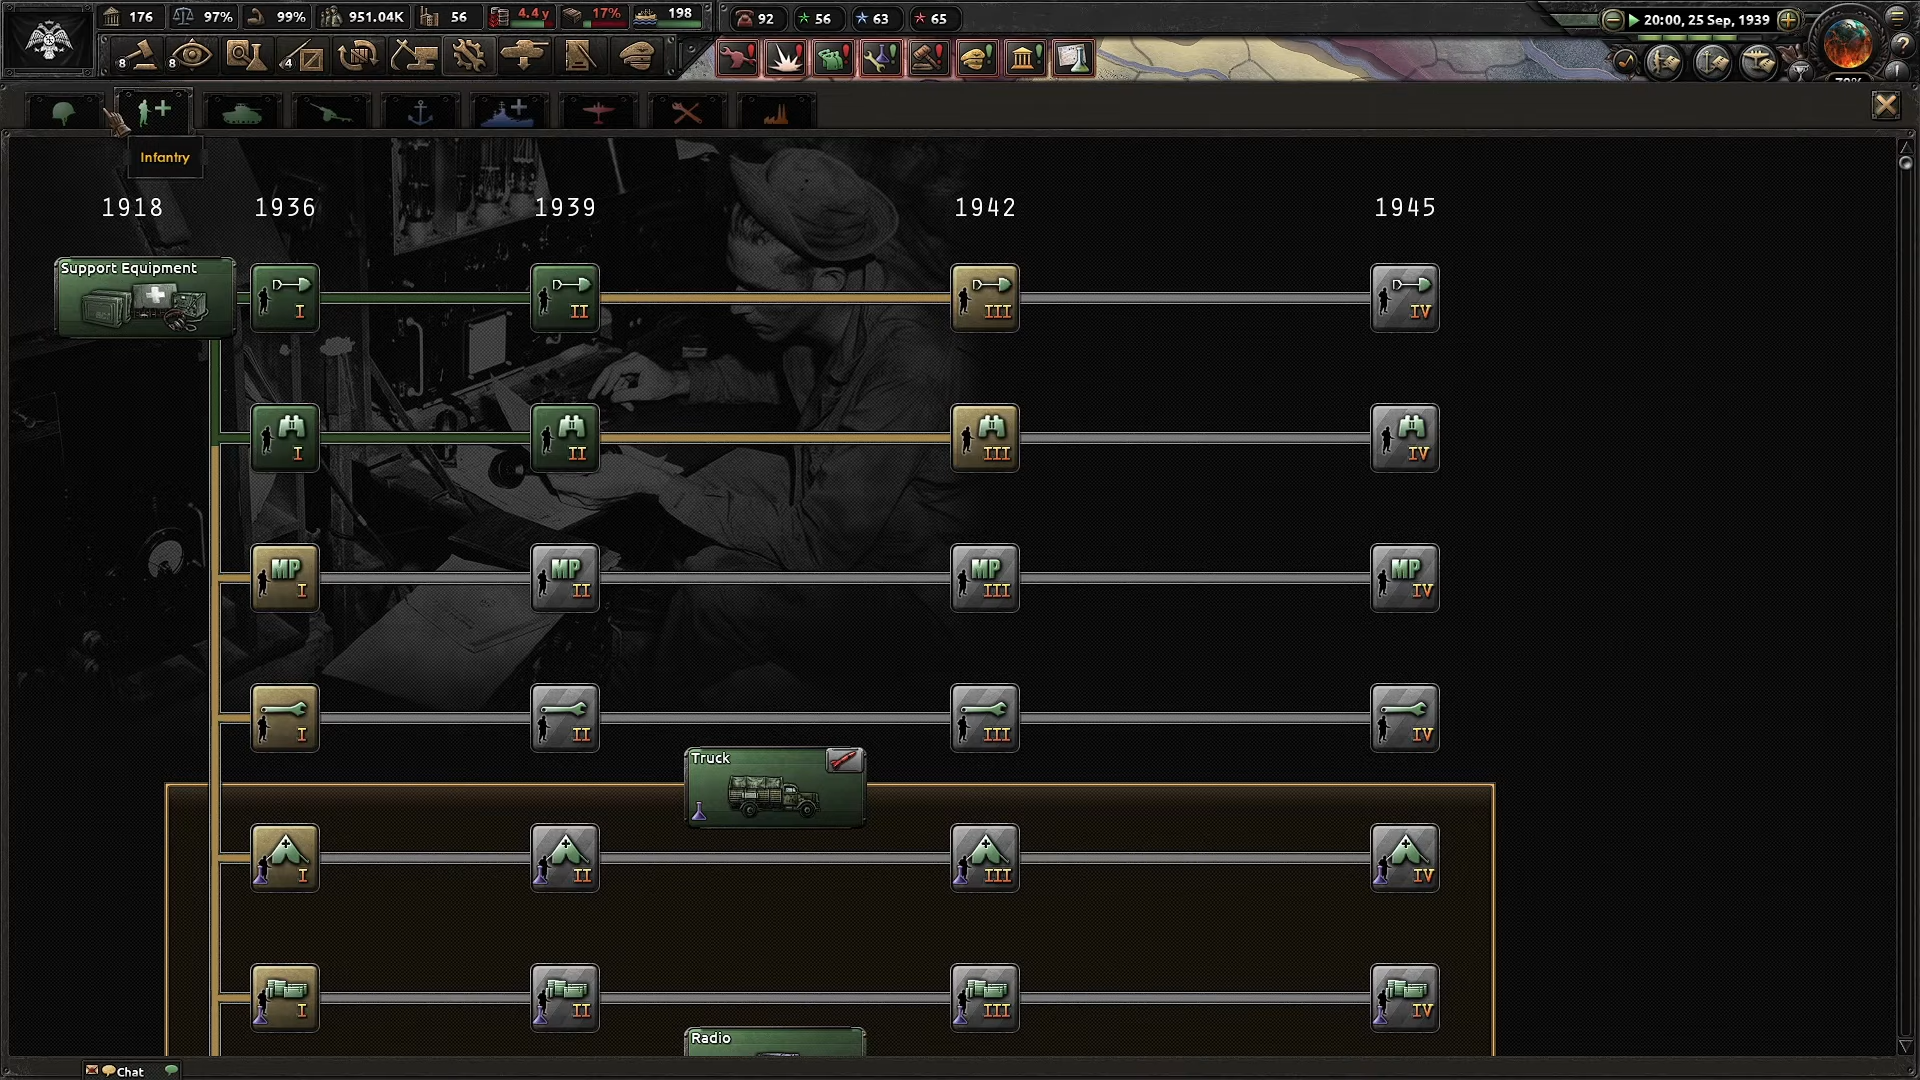 176 97% 99% 951.04K 56 4.4y 17% 198 92 56 63 65 20:00, 25 Sep, 1939
8 8 4
Infantry
1918 1936 1939 1942 1945
Support Equipment
I II III IV
I II III IV
MP I MP II MP III MP IV
I II III IV
Truck
I II III IV
I II III IV
Radio
Chat